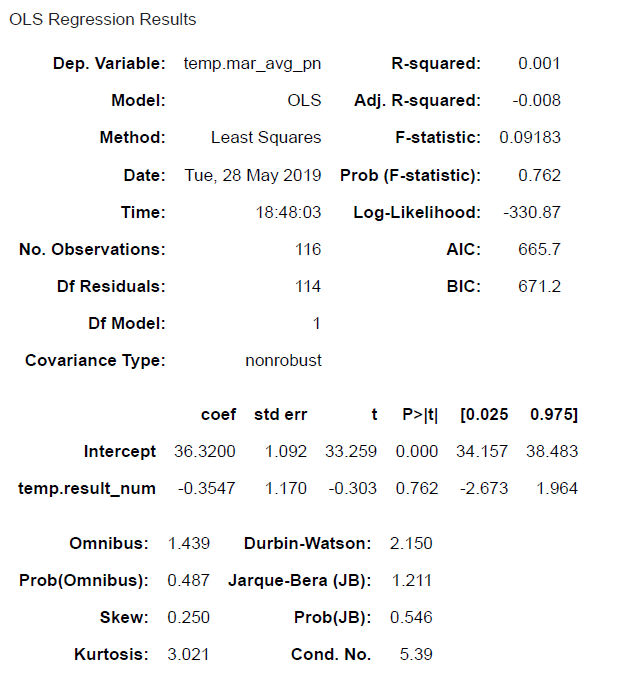 OLS Regression Results
Dep. Variable: temp.mar_avg_pn R-squared: 0.001
Model: OLS Adj. R-squared: -0.008
Method: Least Squares F-statistic: 0.09183
Date: Tue, 28 May 2019 Prob (F-statistic): 0.762
Time: 18:48:03 Log-Likelihood: -330.87
No. Observations: 116 AIC: 665.7
Df Residuals: 114 BIC: 671.2
Df Model: 1
Covariance Type: nonrobust
coef std err t P>|t| [0.025 0.975]
Intercept 36.3200 1.092 33.259 0.000 34.157 38.483
temp.result_num -0.3547 1.170 -0.303 0.762 -2.673 1.964
Omnibus: 1.439 Durbin-Watson: 2.150
Prob(Omnibus): 0.487 Jarque-Bera (JB): 1.211
Skew: 0.250 Prob(JB): 0.546
Kurtosis: 3.021 Cond. No. 5.39